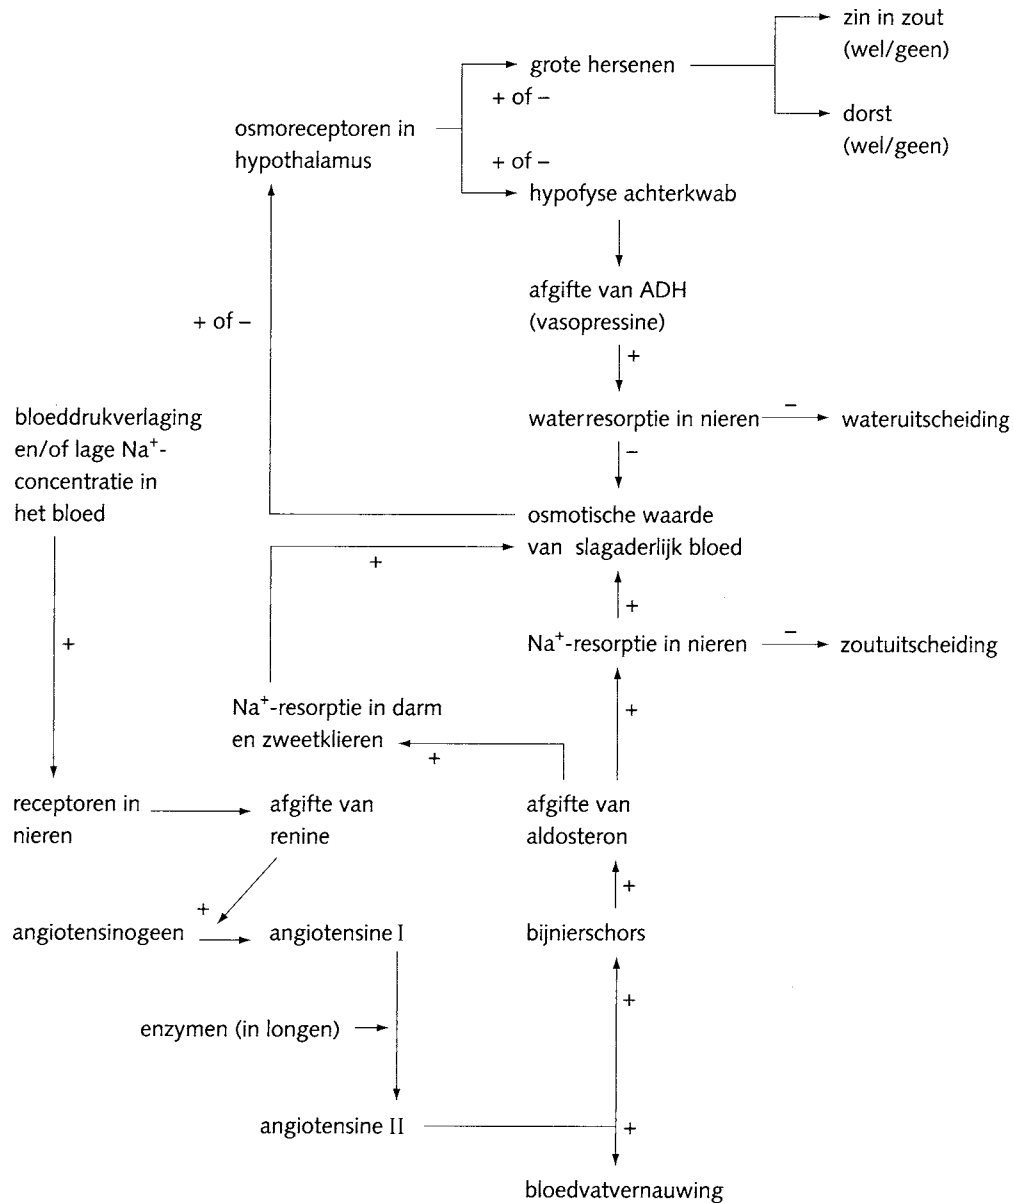 zin in zout
(wel/geen)
grote hersenen
+ of –
dorst
(wel/geen)
osmoreceptoren in
hypothalamus
+ of –
hypofyse achterkwab
afgifte van ADH
(vasopressine)
+ of –
+
bloeddrukverlaging
en/of lage Na⁺-
concentratie in
het bloed
waterresorptie in nieren
–
wateruitscheiding
–
osmotische waarde
van slagaderlijk bloed
+
+
+
Na⁺-resorptie in nieren
–
zoutuitscheiding
Na⁺-resorptie in darm
en zweetklieren
+
+
receptoren in
nieren
afgifte van
renine
afgifte van
aldosteron
+
+
angiotensinogeen
angiotensine I
bijnierschors
+
enzymen (in longen)
angiotensine II
+
bloedvatvernauwing